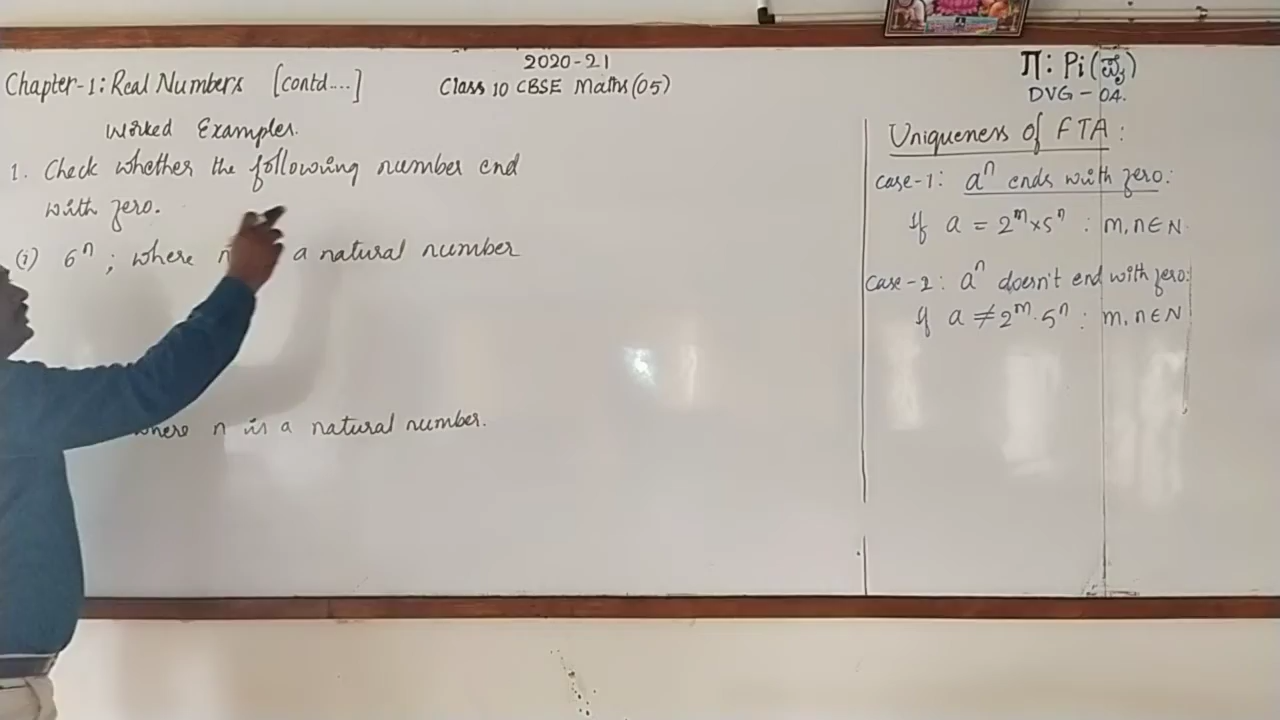 2020-21
Chapter-1: Real Numbers [contd....]
Class 10 CBSE Maths (05)
Π: Pi (ಪೈ)
DVG - 04.
Worked Examples.
1. Check whether the following number end
with zero.
(i) 6ⁿ ; where n a natural number
where n is a natural number.
Uniqueness of FTA :
case-1: aⁿ ends with zero:
If a = 2ᵐ×5ⁿ : m, n ∈ N
case-2: aⁿ doesn't end with zero:
If a ≠ 2ᵐ·5ⁿ : m, n ∈ N